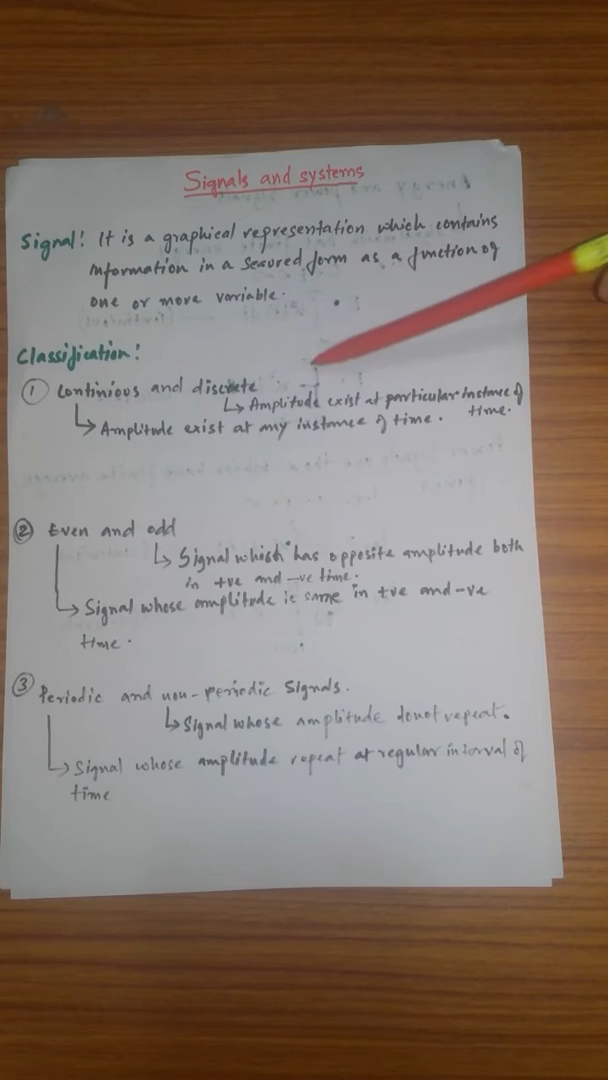 Signals and systems
Signal! It is a graphical representation which contains
information in a secured form as a function of
one or more variable.
Classification!
① Continious and discrete
↳ Amplitude exist at particular instance of
time.
↳ Amplitude exist at any instance of time.
② Even and odd
↳ Signal which has opposite amplitude both
in +ve and -ve time.
↳ Signal whose amplitude is same in +ve and -ve
time.
③ Periodic and non-periodic Signals.
↳ Signal whose amplitude donot repeat.
↳ Signal whose amplitude repeat at regular interval of
time